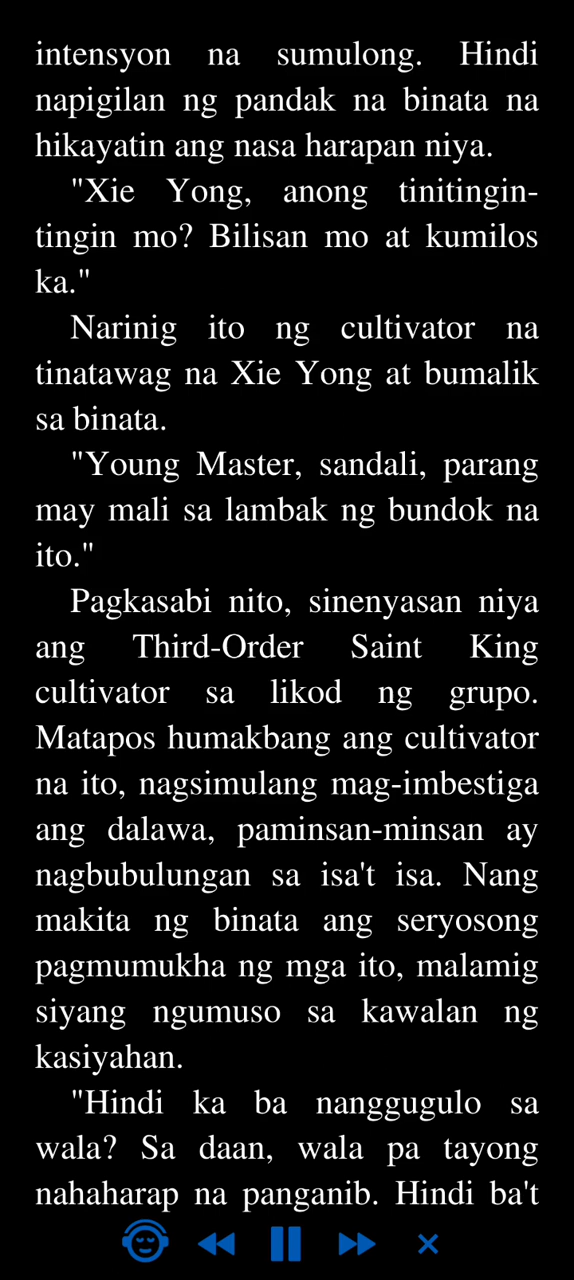 intensyon na sumulong. Hindi
napigilan ng pandak na binata na
hikayatin ang nasa harapan niya.
"Xie Yong, anong tinitingin-
tingin mo? Bilisan mo at kumilos
ka."
Narinig ito ng cultivator na
tinatawag na Xie Yong at bumalik
sa binata.
"Young Master, sandali, parang
may mali sa lambak ng bundok na
ito."
Pagkasabi nito, sinenyasan niya
ang Third-Order Saint King
cultivator sa likod ng grupo.
Matapos humakbang ang cultivator
na ito, nagsimulang mag-imbestiga
ang dalawa, paminsan-minsan ay
nagbubulungan sa isa't isa. Nang
makita ng binata ang seryosong
pagmumukha ng mga ito, malamig
siyang ngumuso sa kawalan ng
kasiyahan.
"Hindi ka ba nanggugulo sa
wala? Sa daan, wala pa tayong
nahaharap na panganib. Hindi ba't